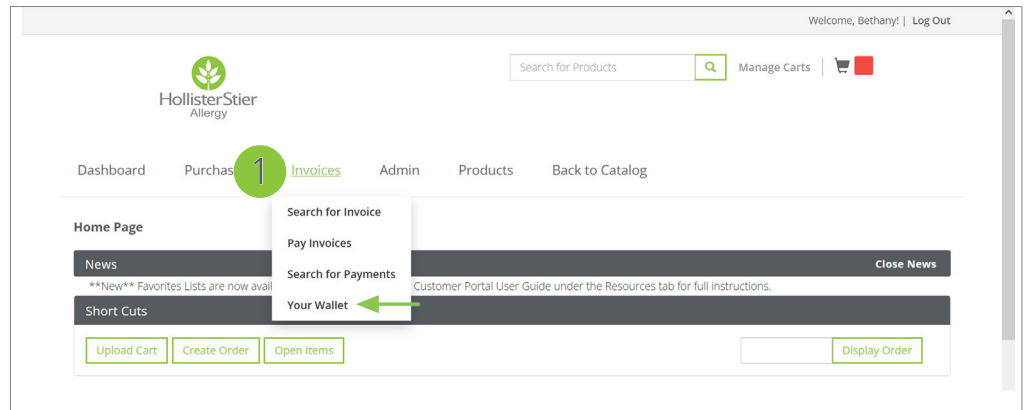 Welcome, Bethany! | Log Out
HollisterStier
Allergy
Search for Products
Manage Carts
Dashboard Purchas 1 Invoices Admin Products Back to Catalog
Search for Invoice
Pay Invoices
Search for Payments
Your Wallet
Home Page
News Close News
**New** Favorites Lists are now avail Customer Portal User Guide under the Resources tab for full instructions.
Short Cuts
Upload Cart Create Order Open Items Display Order